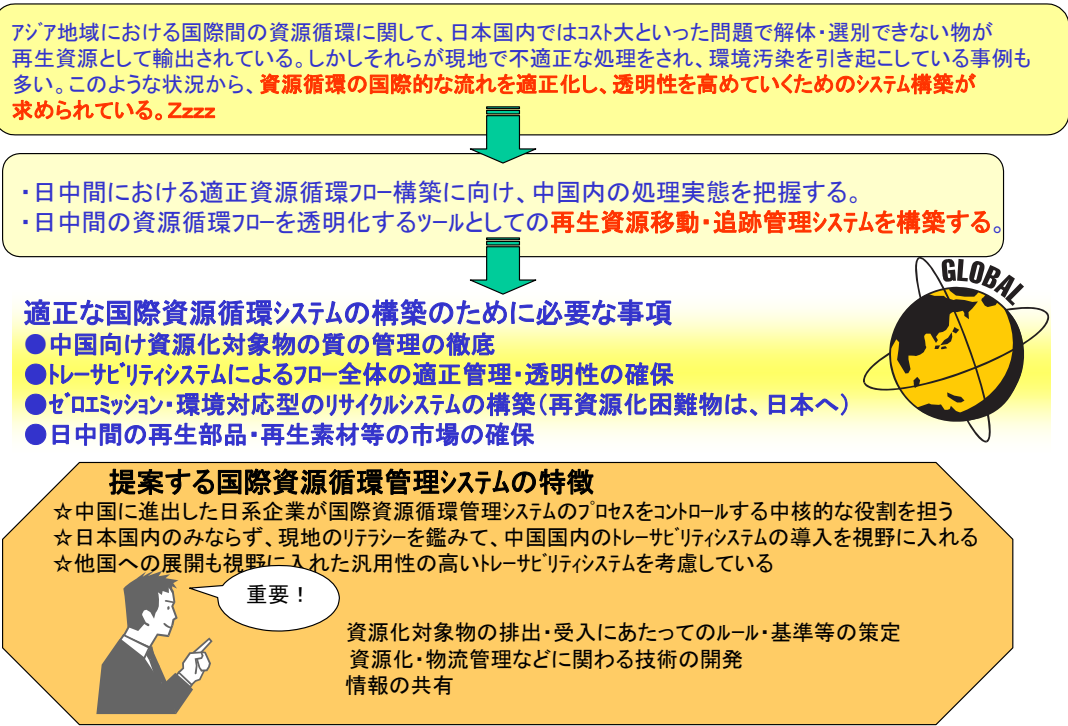 ｱｼﾞｱ地域における国際間の資源循環に関して、日本国内ではｺｽﾄ大といった問題で解体・選別できない物が
再生資源として輸出されている。しかしそれらが現地で不適正な処理をされ、環境汚染を引き起こしている事例も
多い。このような状況から、資源循環の国際的な流れを適正化し、透明性を高めていくためのｼｽﾃﾑ構築が
求められている。Zzzz
・日中間における適正資源循環ﾌﾛｰ構築に向け、中国内の処理実態を把握する。
・日中間の資源循環ﾌﾛｰを透明化するﾂｰﾙとしての再生資源移動・追跡管理ｼｽﾃﾑを構築する。
GLOBAL
適正な国際資源循環ｼｽﾃﾑの構築のために必要な事項
●中国向け資源化対象物の質の管理の徹底
●ﾄﾚｰｻﾋﾞﾘﾃｨｼｽﾃﾑによるﾌﾛｰ全体の適正管理・透明性の確保
●ｾﾞﾛｴﾐｯｼｮﾝ・環境対応型のﾘｻｲｸﾙｼｽﾃﾑの構築（再資源化困難物は、日本へ）
●日中間の再生部品・再生素材等の市場の確保
提案する国際資源循環管理ｼｽﾃﾑの特徴
☆中国に進出した日系企業が国際資源循環管理ｼｽﾃﾑのﾌﾟﾛｾｽをｺﾝﾄﾛｰﾙする中核的な役割を担う
☆日本国内のみならず、現地のﾘﾃﾗｼｰを鑑みて、中国国内のﾄﾚｰｻﾋﾞﾘﾃｨｼｽﾃﾑの導入を視野に入れる
☆他国への展開も視野に入れた汎用性の高いﾄﾚｰｻﾋﾞﾘﾃｨｼｽﾃﾑを考慮している
重要！
資源化対象物の排出・受入にあたってのﾙｰﾙ・基準等の策定
資源化・物流管理などに関わる技術の開発
情報の共有